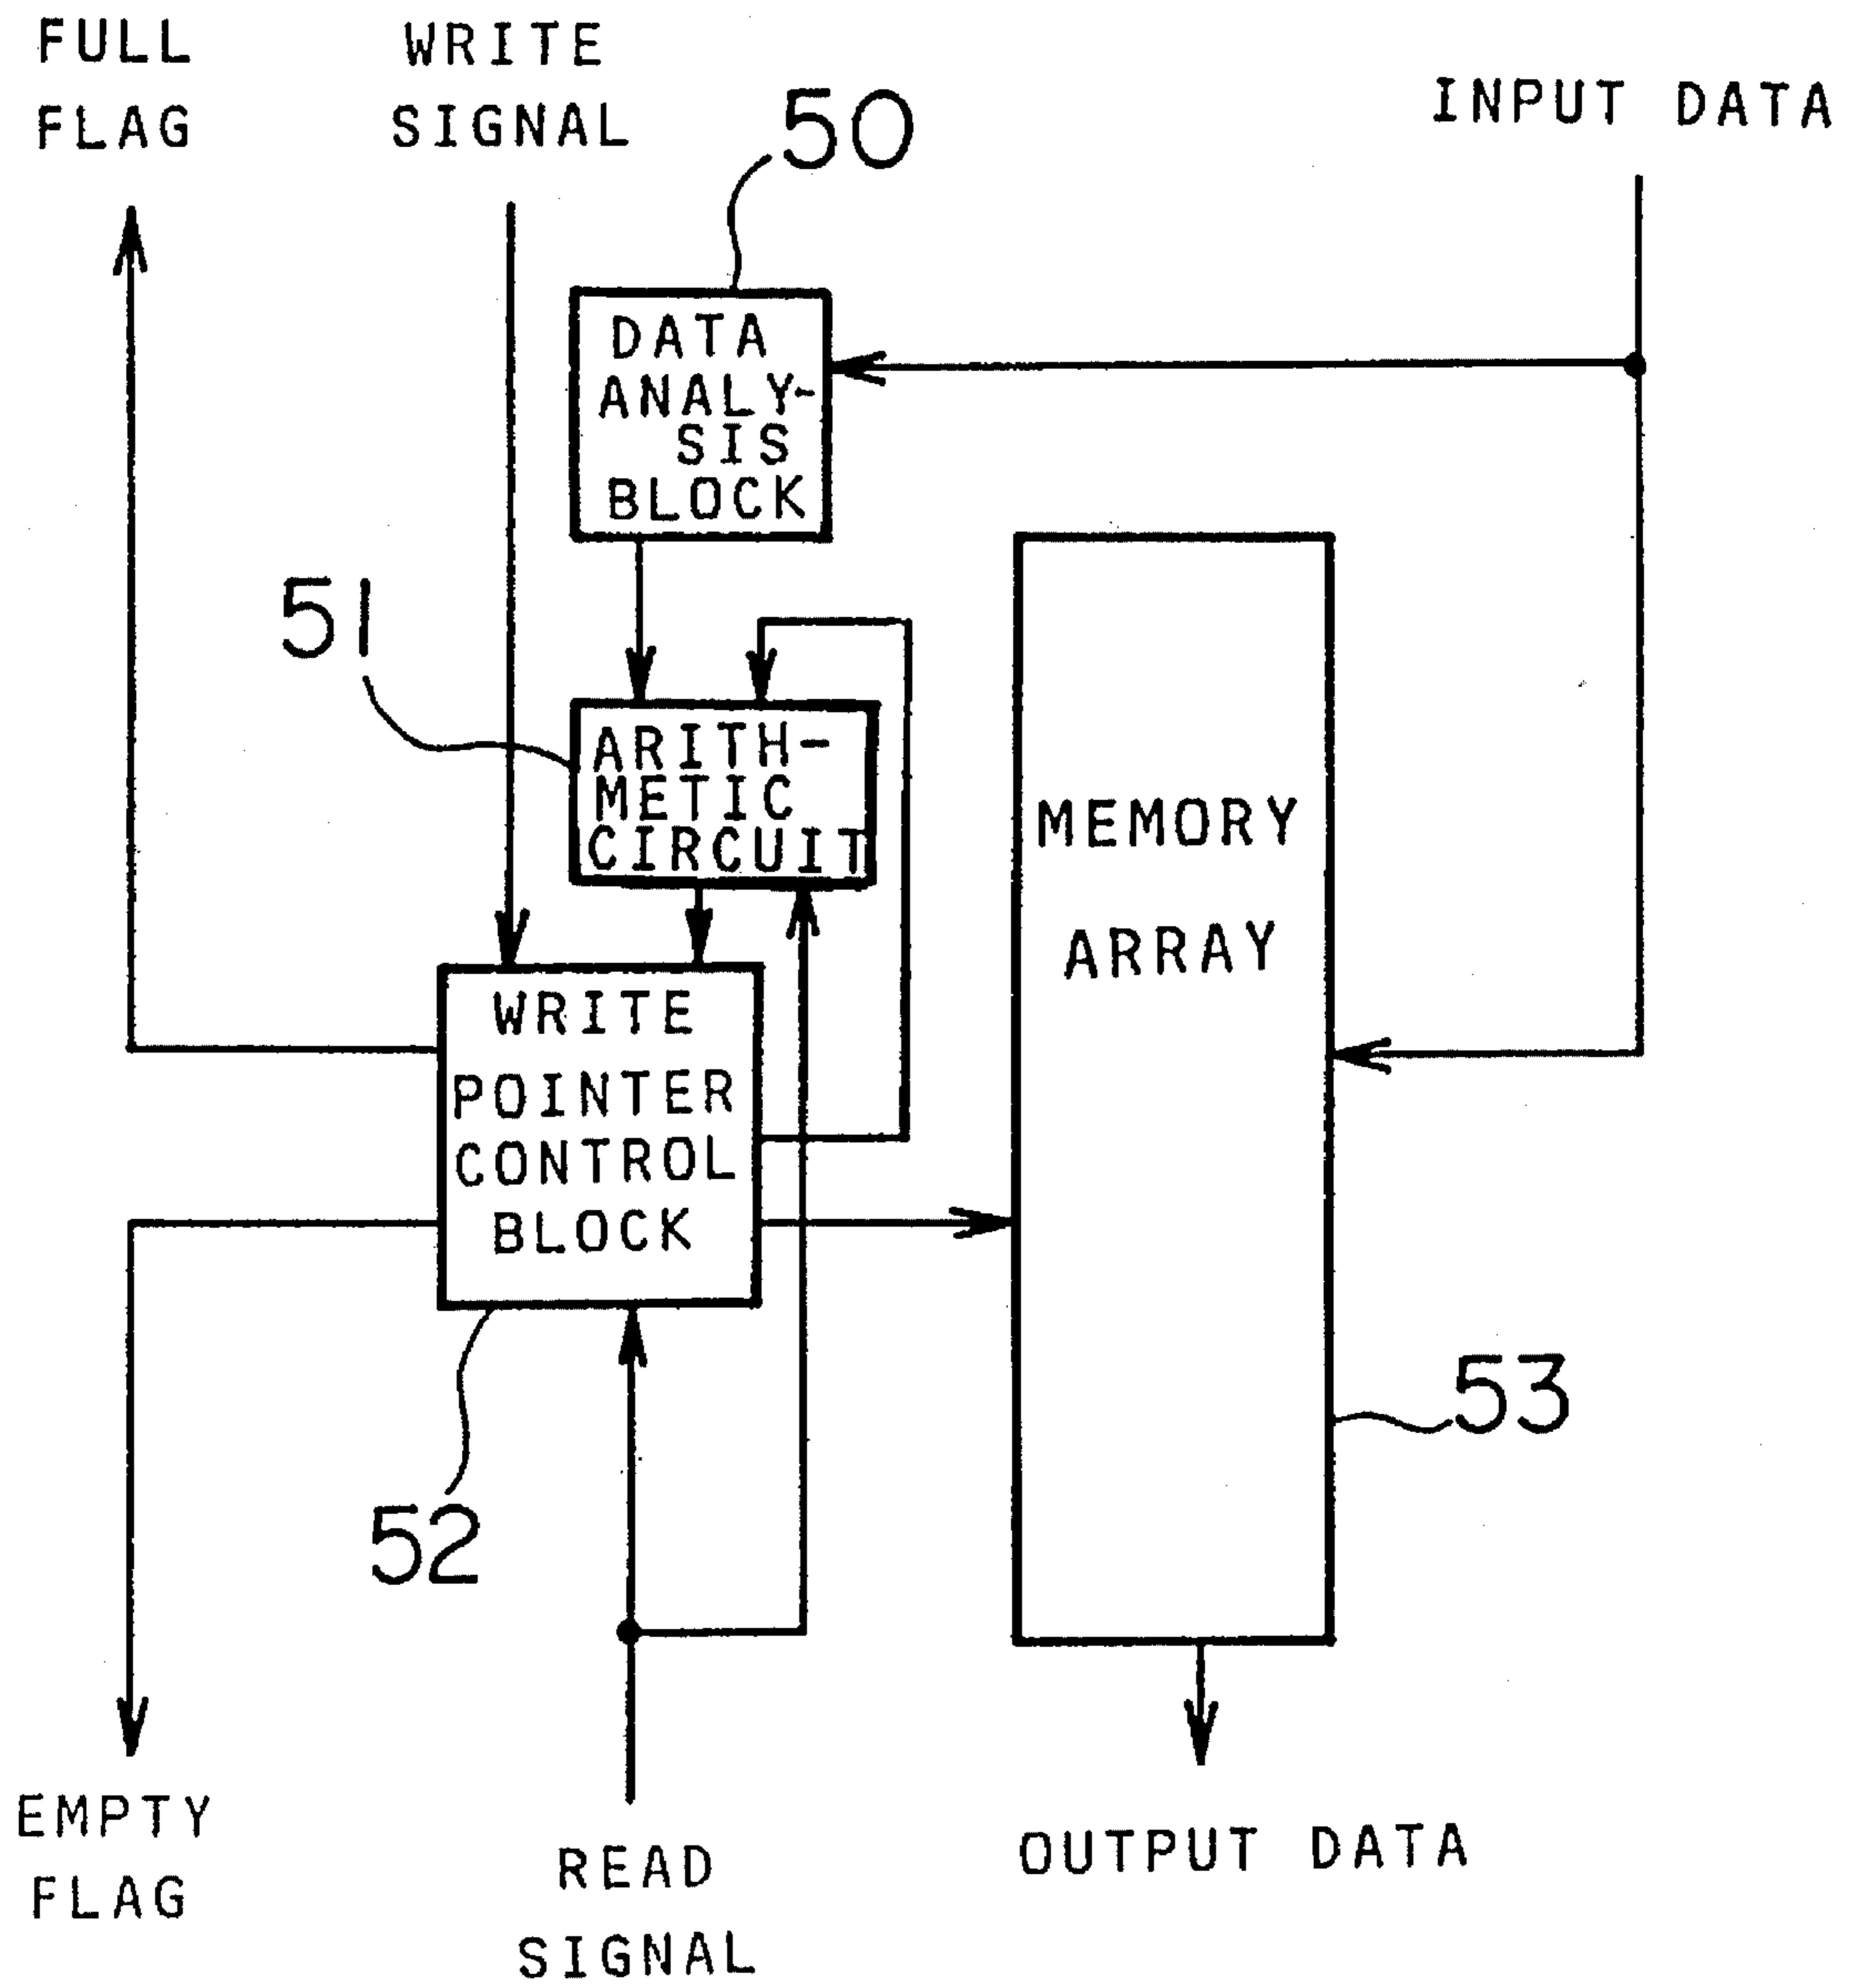 FULL
FLAG
WRITE
SIGNAL
INPUT DATA
50
DATA
ANALY-
SIS
BLOCK
51
ARITH-
METIC
CIRCUIT
MEMORY
ARRAY
WRITE
POINTER
CONTROL
BLOCK
53
52
EMPTY
FLAG
READ
SIGNAL
OUTPUT DATA